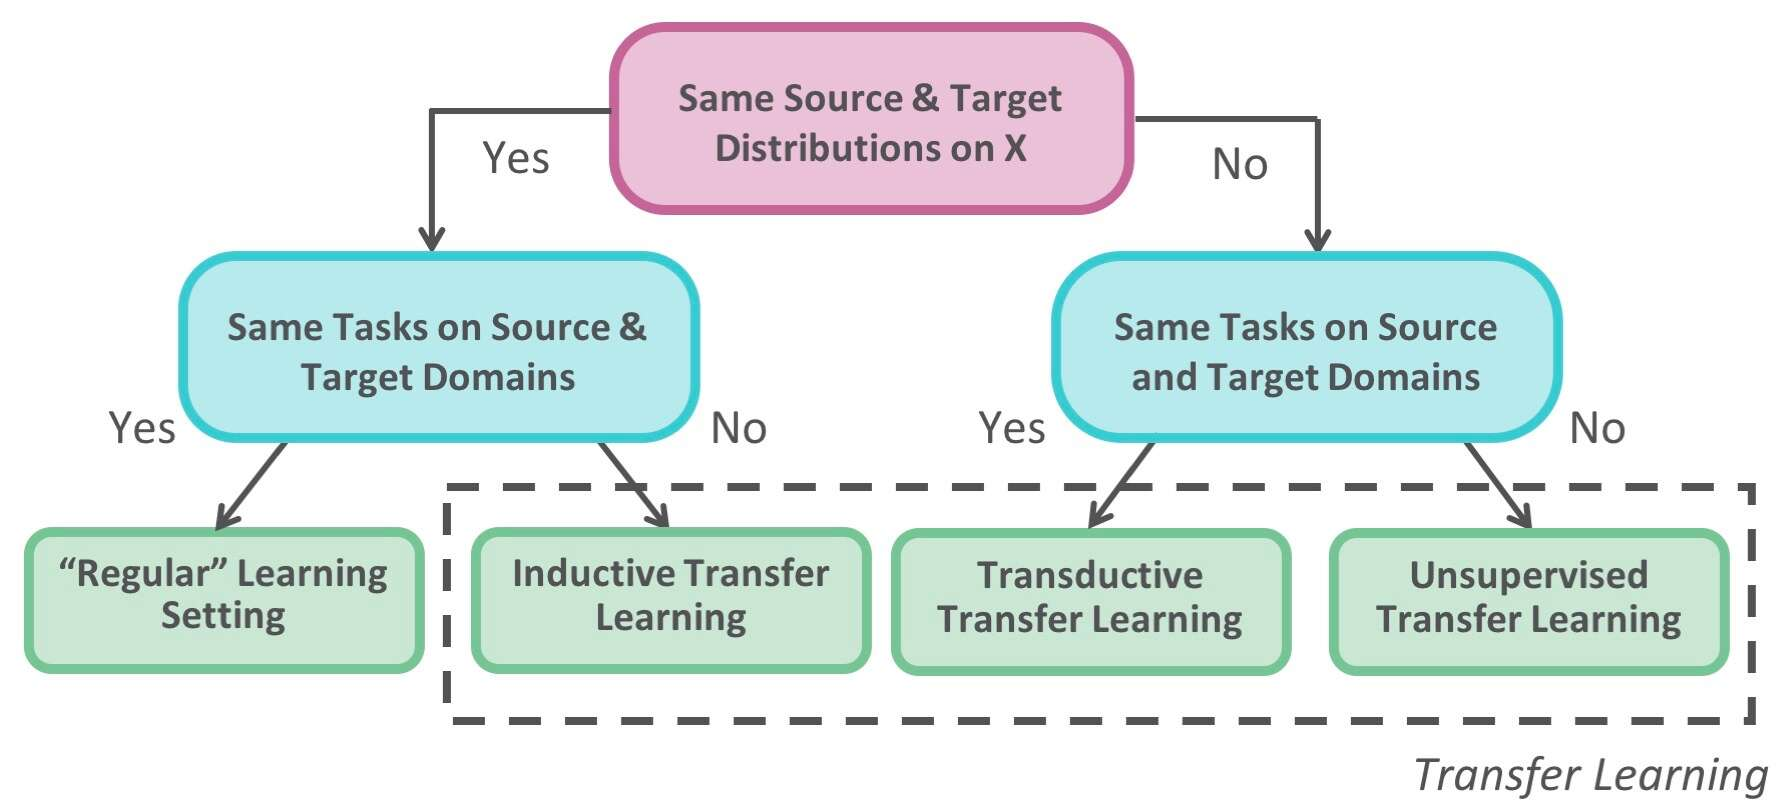 Same Source & Target
Distributions on X
Yes
No
Same Tasks on Source &
Target Domains
Same Tasks on Source
and Target Domains
Yes
No
Yes
No
“Regular” Learning
Setting
Inductive Transfer
Learning
Transductive
Transfer Learning
Unsupervised
Transfer Learning
Transfer Learning